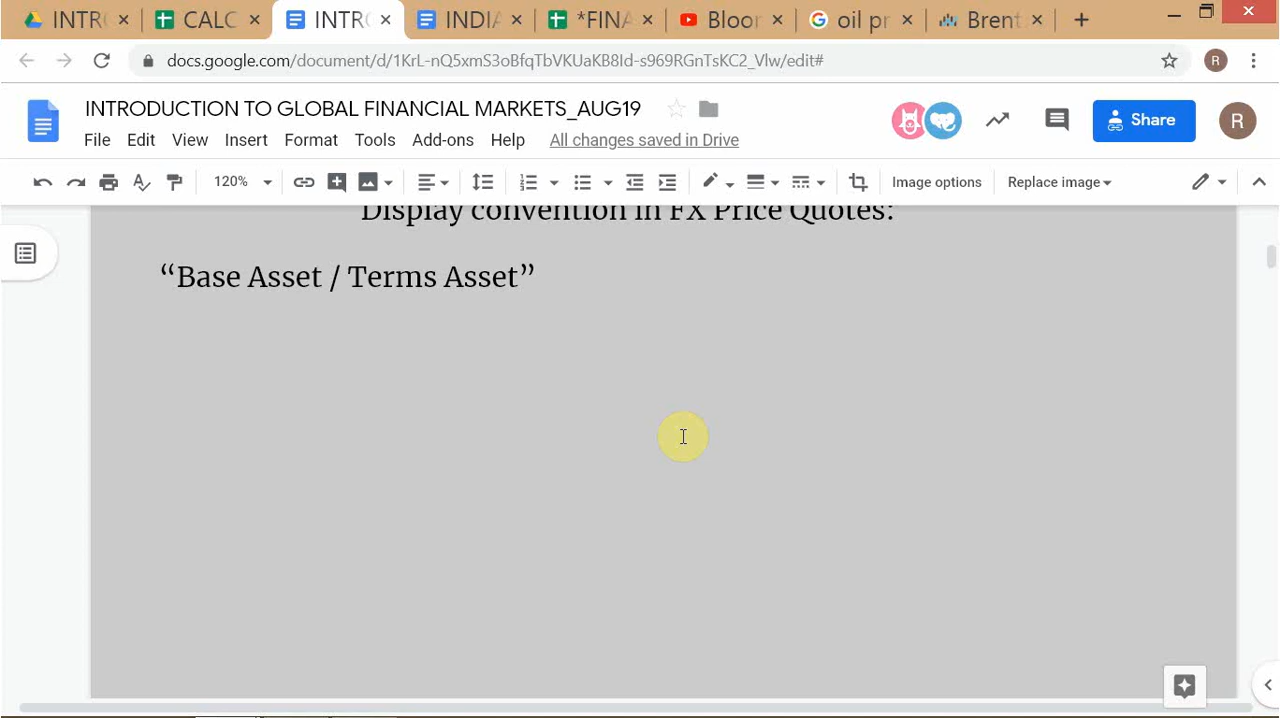 INTRO
CALC
INTRO
INDIA
*FINA
Bloor
oil pr
Brent
docs.google.com/document/d/1KrL-nQ5xmS3oBfqTbVKUaKB8Id-s969RGnTsKC2_Vlw/edit#
R
INTRODUCTION TO GLOBAL FINANCIAL MARKETS_AUG19
Share
R
File Edit View Insert Format Tools Add-ons Help All changes saved in Drive
120% Image options Replace image
Display convention in FX Price Quotes:
“Base Asset / Terms Asset”